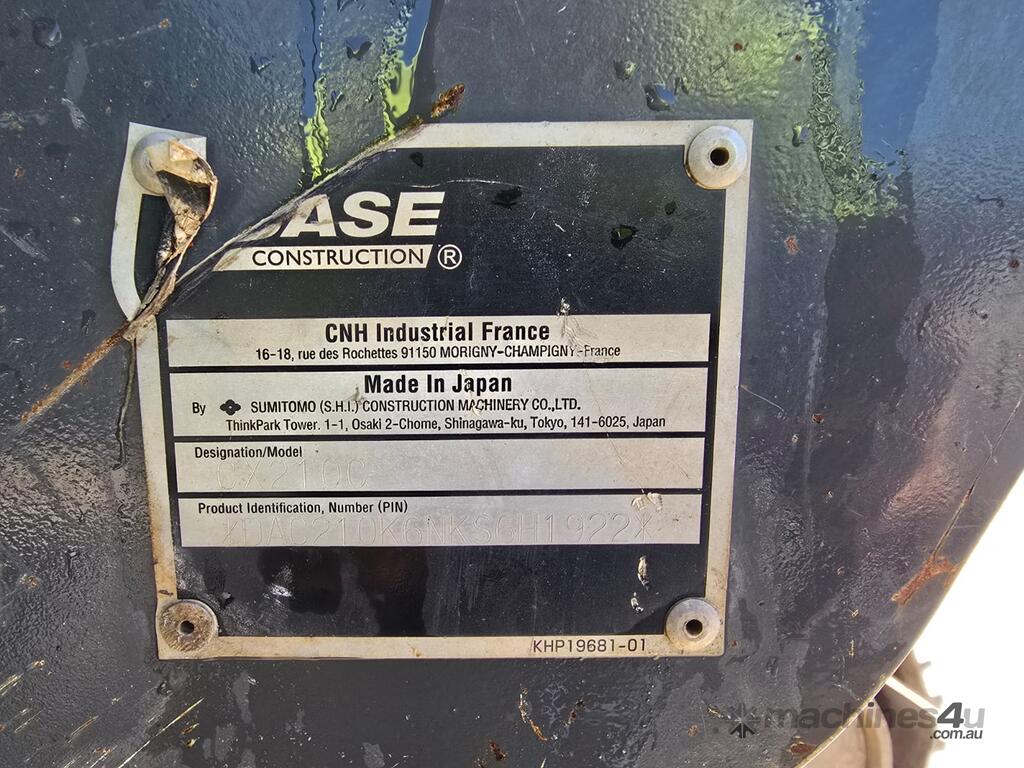 CASE
CONSTRUCTION ®
CNH Industrial France
16-18, rue des Rochettes 91150 MORIGNY-CHAMPIGNY-France
Made In Japan
By SUMITOMO (S.H.I.) CONSTRUCTION MACHINERY CO.,LTD.
ThinkPark Tower. 1-1, Osaki 2-Chome, Shinagawa-ku, Tokyo, 141-6025, Japan
Designation/Model
CX210C
Product Identification, Number (PIN)
*DAC210K6NKSGH1922*
KHP19681-01
machines4u
.com.au